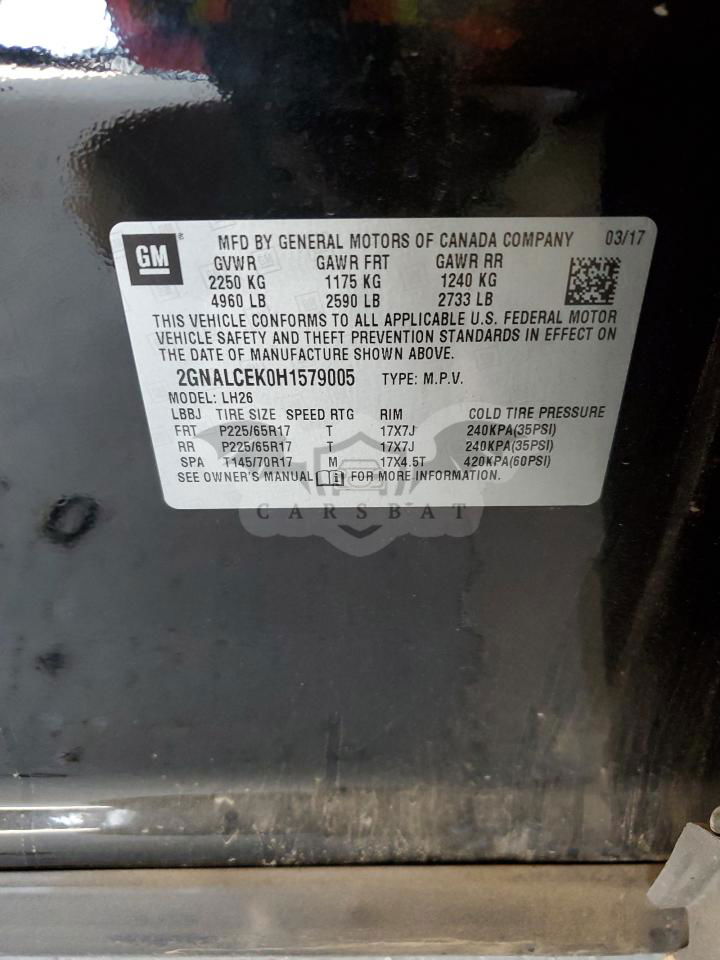 GM
MFD BY GENERAL MOTORS OF CANADA COMPANY 03/17
GVWR GAWR FRT GAWR RR
2250 KG 1175 KG 1240 KG
4960 LB 2590 LB 2733 LB
THIS VEHICLE CONFORMS TO ALL APPLICABLE U.S. FEDERAL MOTOR
VEHICLE SAFETY AND THEFT PREVENTION STANDARDS IN EFFECT ON
THE DATE OF MANUFACTURE SHOWN ABOVE.
2GNALCEK0H1579005 TYPE: M.P.V.
MODEL: LH26
LBBJ TIRE SIZE SPEED RTG RIM COLD TIRE PRESSURE
FRT P225/65R17 T 17X7J 240KPA(35PSI)
RR P225/65R17 T 17X7J 240KPA(35PSI)
SPA T145/70R17 M 17X4.5T 420KPA(60PSI)
SEE OWNER'S MANUAL FOR MORE INFORMATION.
CARSBAT